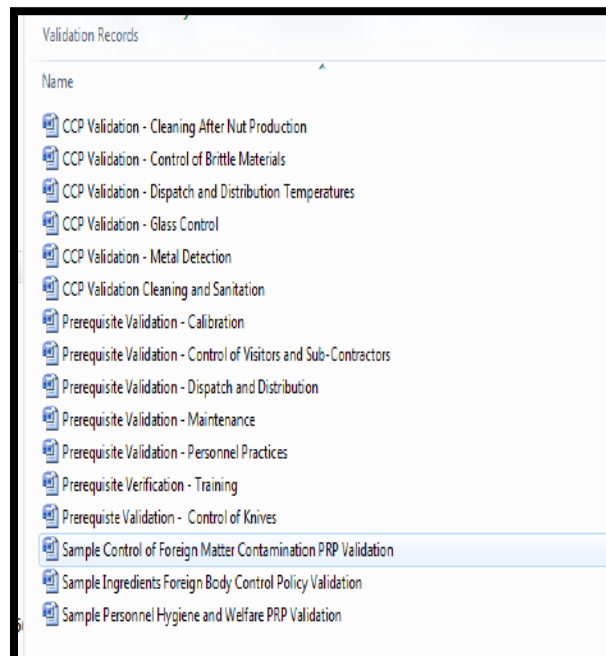 Validation Records
Name
CCP Validation - Cleaning After Nut Production
CCP Validation - Control of Brittle Materials
CCP Validation - Dispatch and Distribution Temperatures
CCP Validation - Glass Control
CCP Validation - Metal Detection
CCP Validation Cleaning and Sanitation
Prerequisite Validation - Calibration
Prerequisite Validation - Control of Visitors and Sub-Contractors
Prerequisite Validation - Dispatch and Distribution
Prerequisite Validation - Maintenance
Prerequisite Validation - Personnel Practices
Prerequisite Verification - Training
Prerequiste Validation - Control of Knives
Sample Control of Foreign Matter Contamination PRP Validation
Sample Ingredients Foreign Body Control Policy Validation
Sample Personnel Hygiene and Welfare PRP Validation